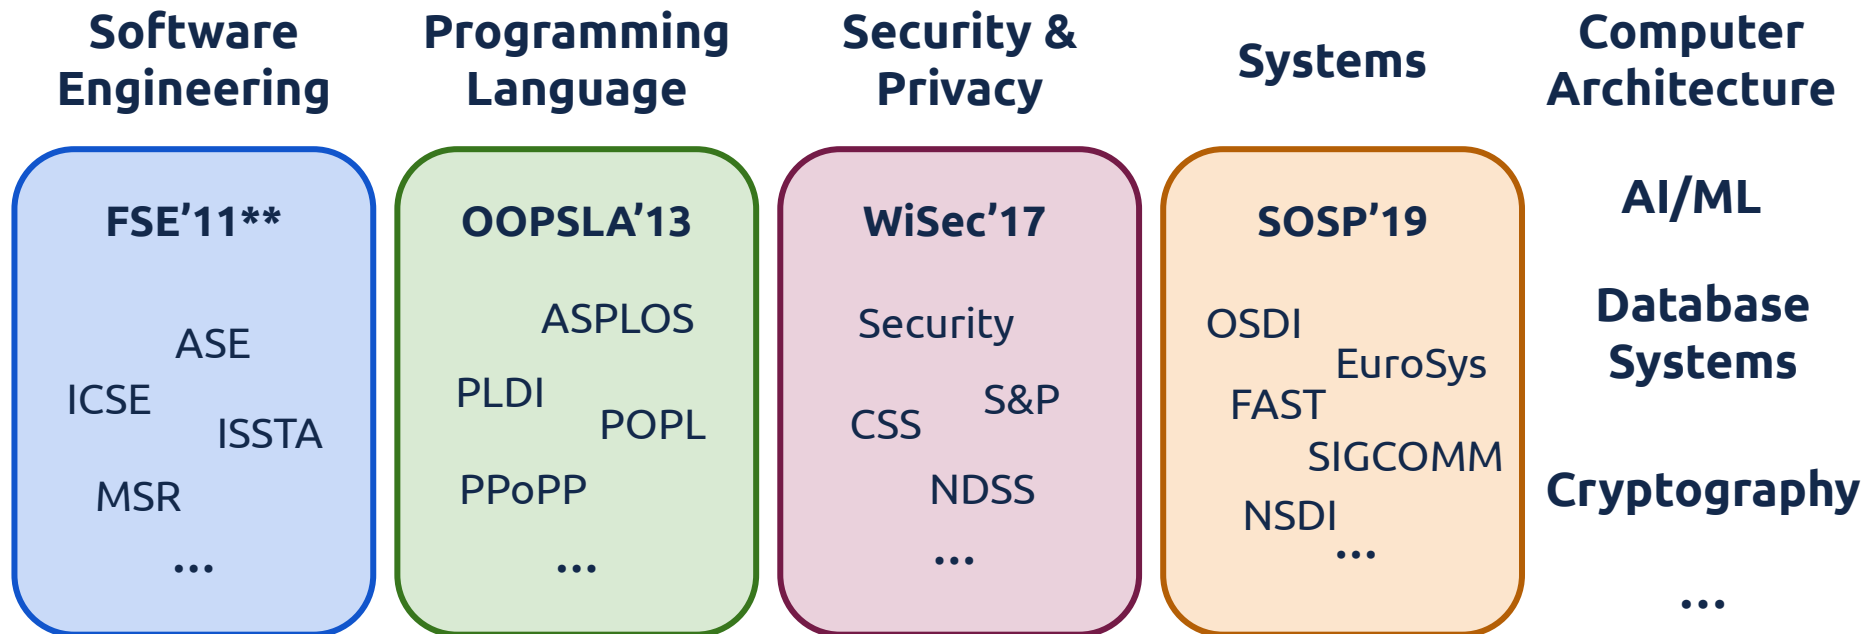 Software
Engineering
FSE'11**
ASE
ICSE
ISSTA
MSR
...
Programming
Language
OOPSLA'13
ASPLOS
PLDI
POPL
PPoPP
...
Security &
Privacy
WiSec'17
Security
S&P
CSS
NDSS
...
Systems
SOSP'19
OSDI
EuroSys
FAST
SIGCOMM
NSDI
...
Computer
Architecture
AI/ML
Database
Systems
Cryptography
...